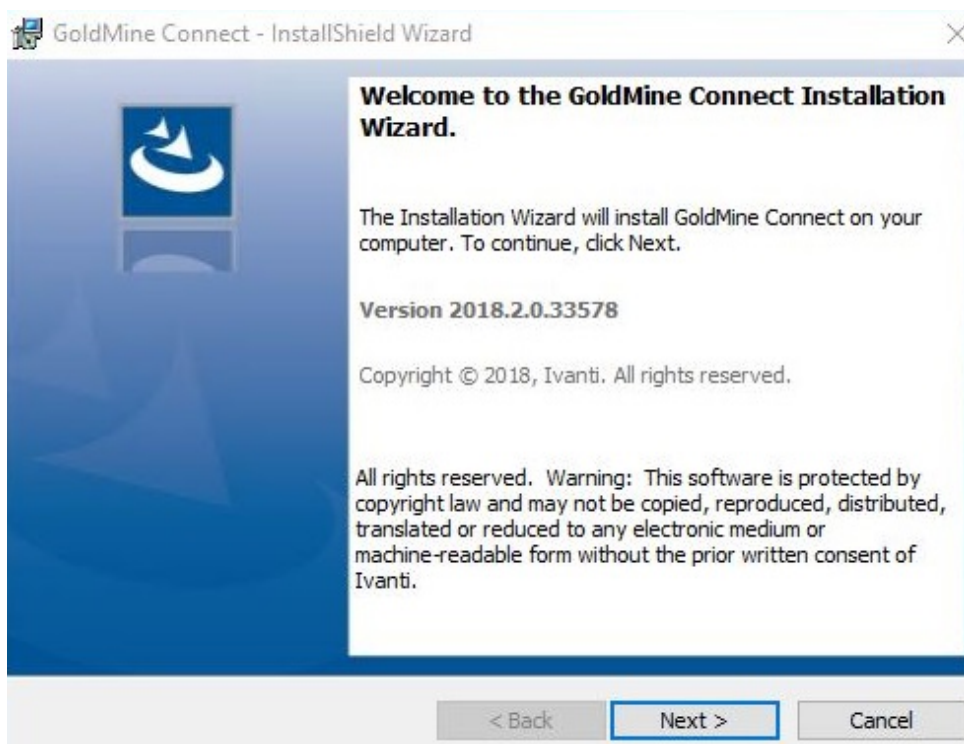 GoldMine Connect - InstallShield Wizard
Welcome to the GoldMine Connect Installation
Wizard.
The Installation Wizard will install GoldMine Connect on your
computer. To continue, click Next.
Version 2018.2.0.33578
Copyright © 2018, Ivanti. All rights reserved.
All rights reserved.  Warning:  This software is protected by
copyright law and may not be copied, reproduced, distributed,
translated or reduced to any electronic medium or
machine-readable form without the prior written consent of
Ivanti.
< Back
Next >
Cancel